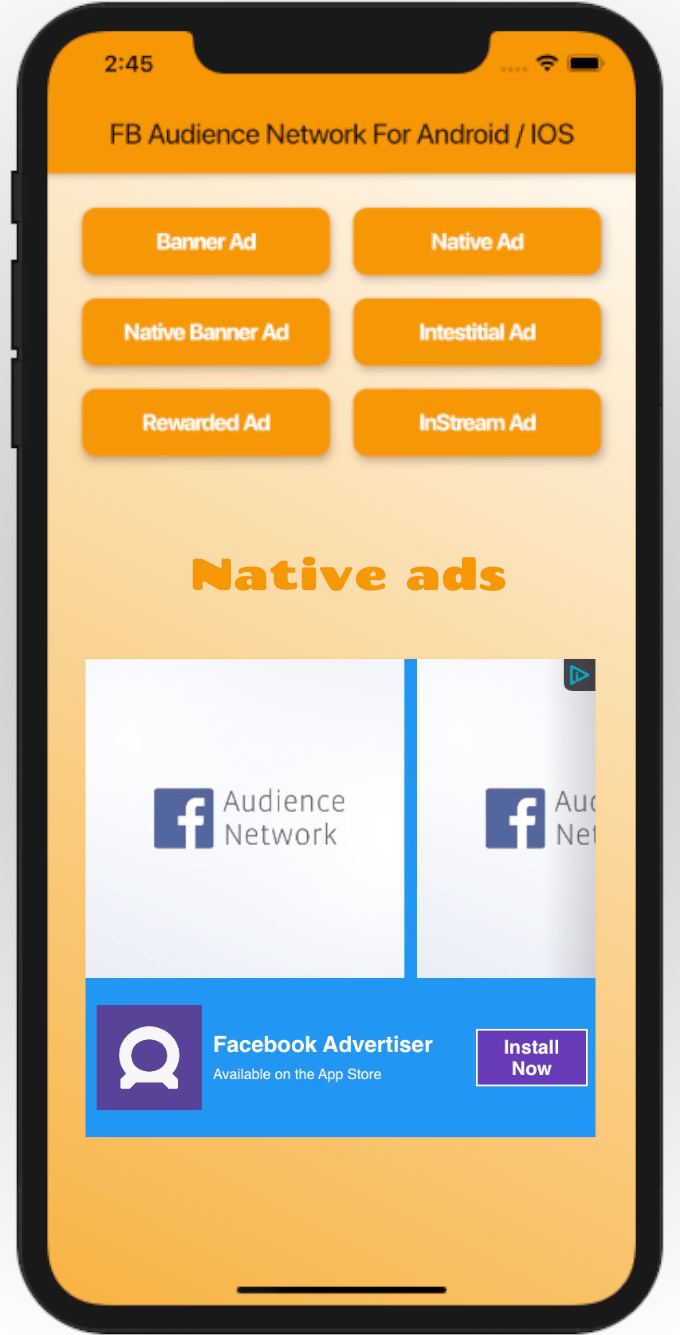 2:45
FB Audience Network For Android / IOS
Banner Ad
Native Ad
Native Banner Ad
Intestitial Ad
Rewarded Ad
InStream Ad
Native ads
Audience
Network
Aud
Net
Facebook Advertiser
Available on the App Store
Install
Now